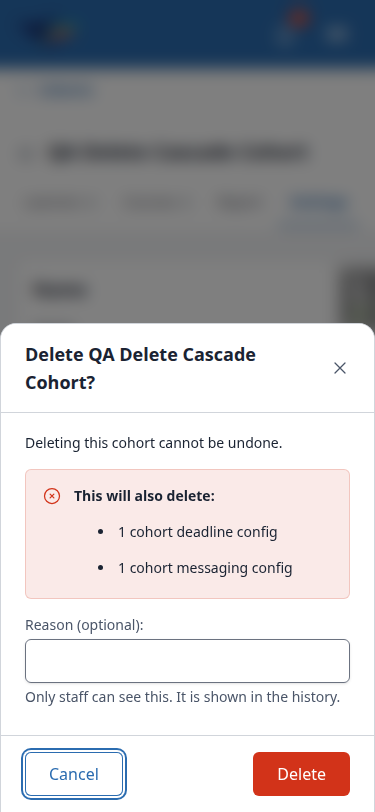 Delete QA Delete Cascade
Cohort?
Deleting this cohort cannot be undone.
This will also delete:
• 1 cohort deadline config
• 1 cohort messaging config
Reason (optional):
Only staff can see this. It is shown in the history.
Cancel
Delete